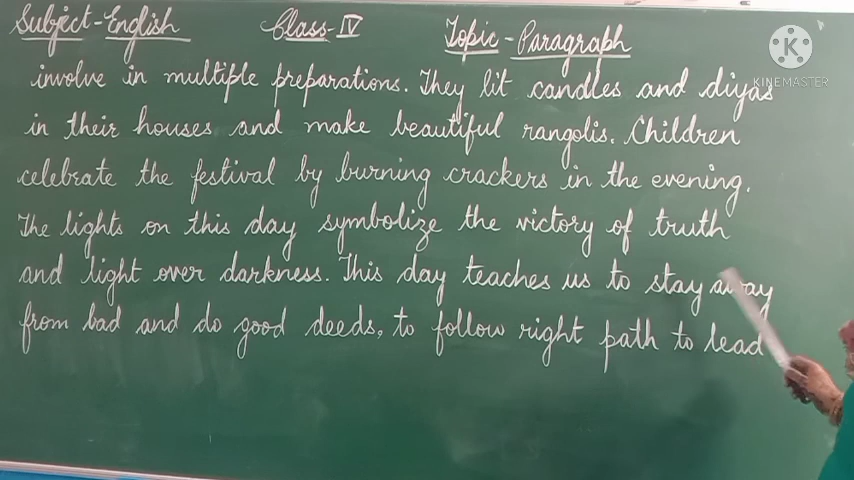 Subject-English Class-IV Topic-Paragraph
involve in multiple preparations. They lit candles and diyas
in their houses and make beautiful rangolis. Children
celebrate the festival by burning crackers in the evening.
The lights on this day symbolize the victory of truth
and light over darkness. This day teaches us to stay away
from bad and do good deeds, to follow right path to lead
K
KINEMASTER